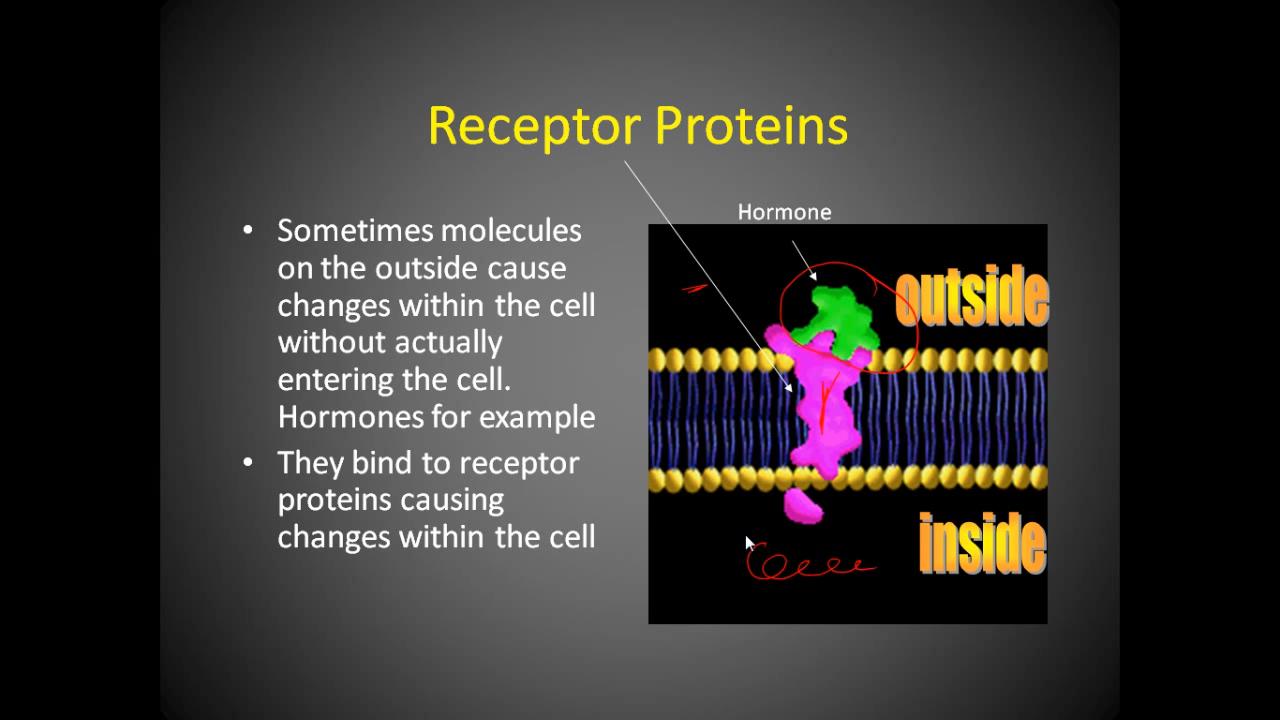 Receptor Proteins
• Sometimes molecules
on the outside cause
changes within the cell
without actually
entering the cell.
Hormones for example
• They bind to receptor
proteins causing
changes within the cell
Hormone
outside
inside